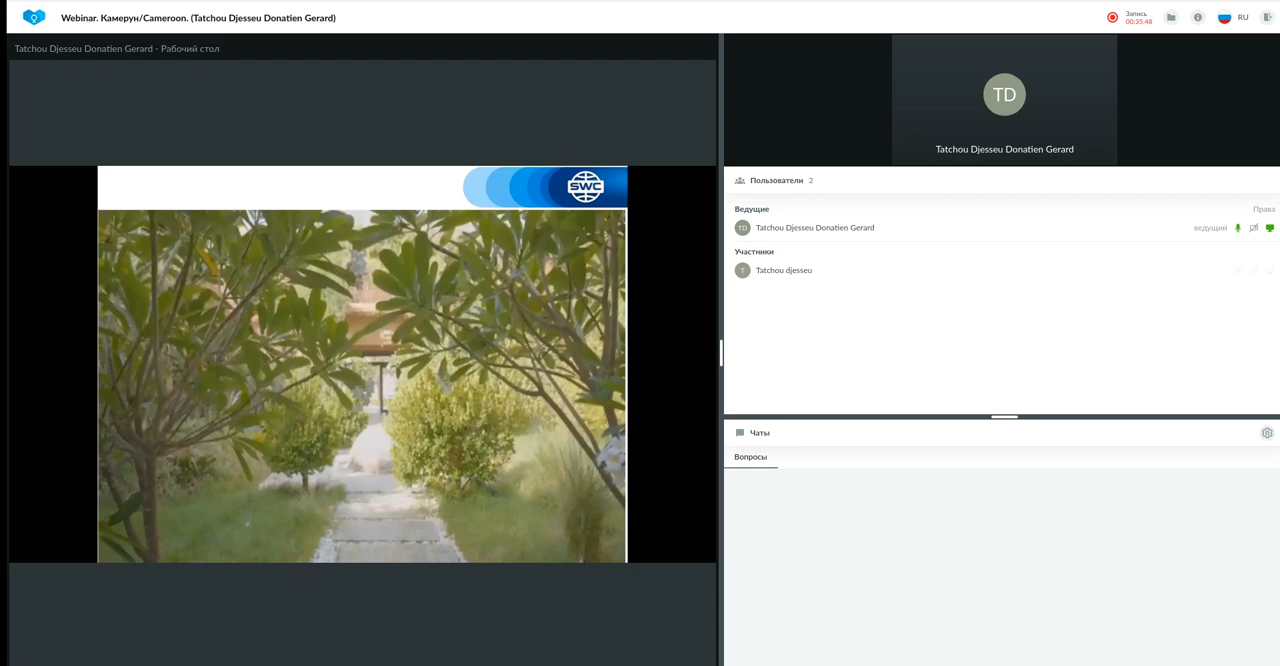 Webinar. Камерун/Cameroon. (Tatchou Djesseu Donatien Gerard)
Запись
00:35:48
RU
Tatchou Djesseu Donatien Gerard - Рабочий стол
SWC
TD
Tatchou Djesseu Donatien Gerard
Пользователи 2
Ведущие Права
TD Tatchou Djesseu Donatien Gerard ведущий
Участники
T Tatchou djesseu
Чаты
Вопросы